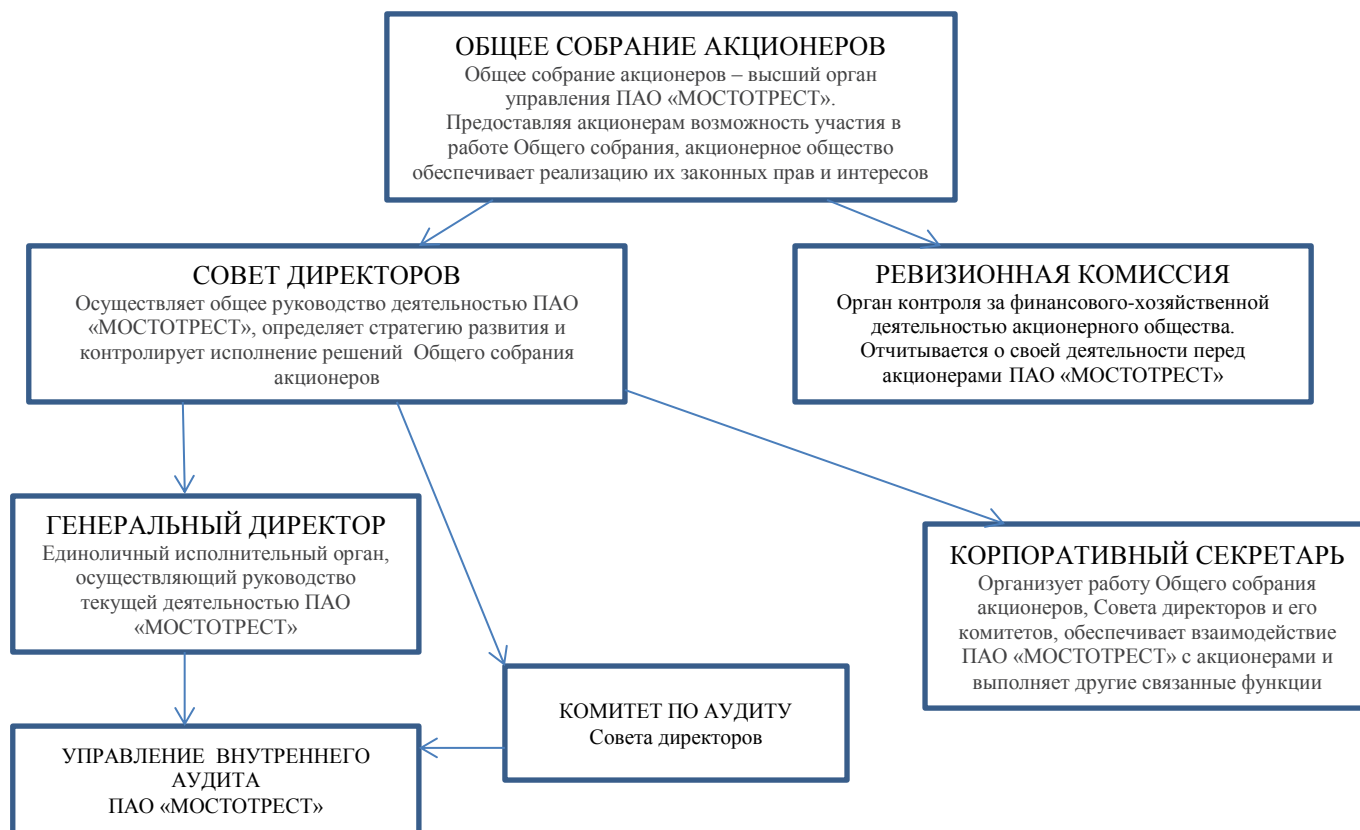 ОБЩЕЕ СОБРАНИЕ АКЦИОНЕРОВ
Общее собрание акционеров – высший орган
управления ПАО «МОСТОТРЕСТ».
Предоставляя акционерам возможность участия в
работе Общего собрания, акционерное общество
обеспечивает реализацию их законных прав и интересов
СОВЕТ ДИРЕКТОРОВ
Осуществляет общее руководство деятельностью ПАО
«МОСТОТРЕСТ», определяет стратегию развития и
контролирует исполнение решений Общего собрания
акционеров
РЕВИЗИОННАЯ КОМИССИЯ
Орган контроля за финансового-хозяйственной
деятельностью акционерного общества.
Отчитывается о своей деятельности перед
акционерами ПАО «МОСТОТРЕСТ»
ГЕНЕРАЛЬНЫЙ ДИРЕКТОР
Единоличный исполнительный орган,
осуществляющий руководство
текущей деятельностью ПАО
«МОСТОТРЕСТ»
КОРПОРАТИВНЫЙ СЕКРЕТАРЬ
Организует работу Общего собрания
акционеров, Совета директоров и его
комитетов, обеспечивает взаимодействие
ПАО «МОСТОТРЕСТ» с акционерами и
выполняет другие связанные функции
КОМИТЕТ ПО АУДИТУ
Совета директоров
УПРАВЛЕНИЕ ВНУТРЕННЕГО
АУДИТА
ПАО «МОСТОТРЕСТ»